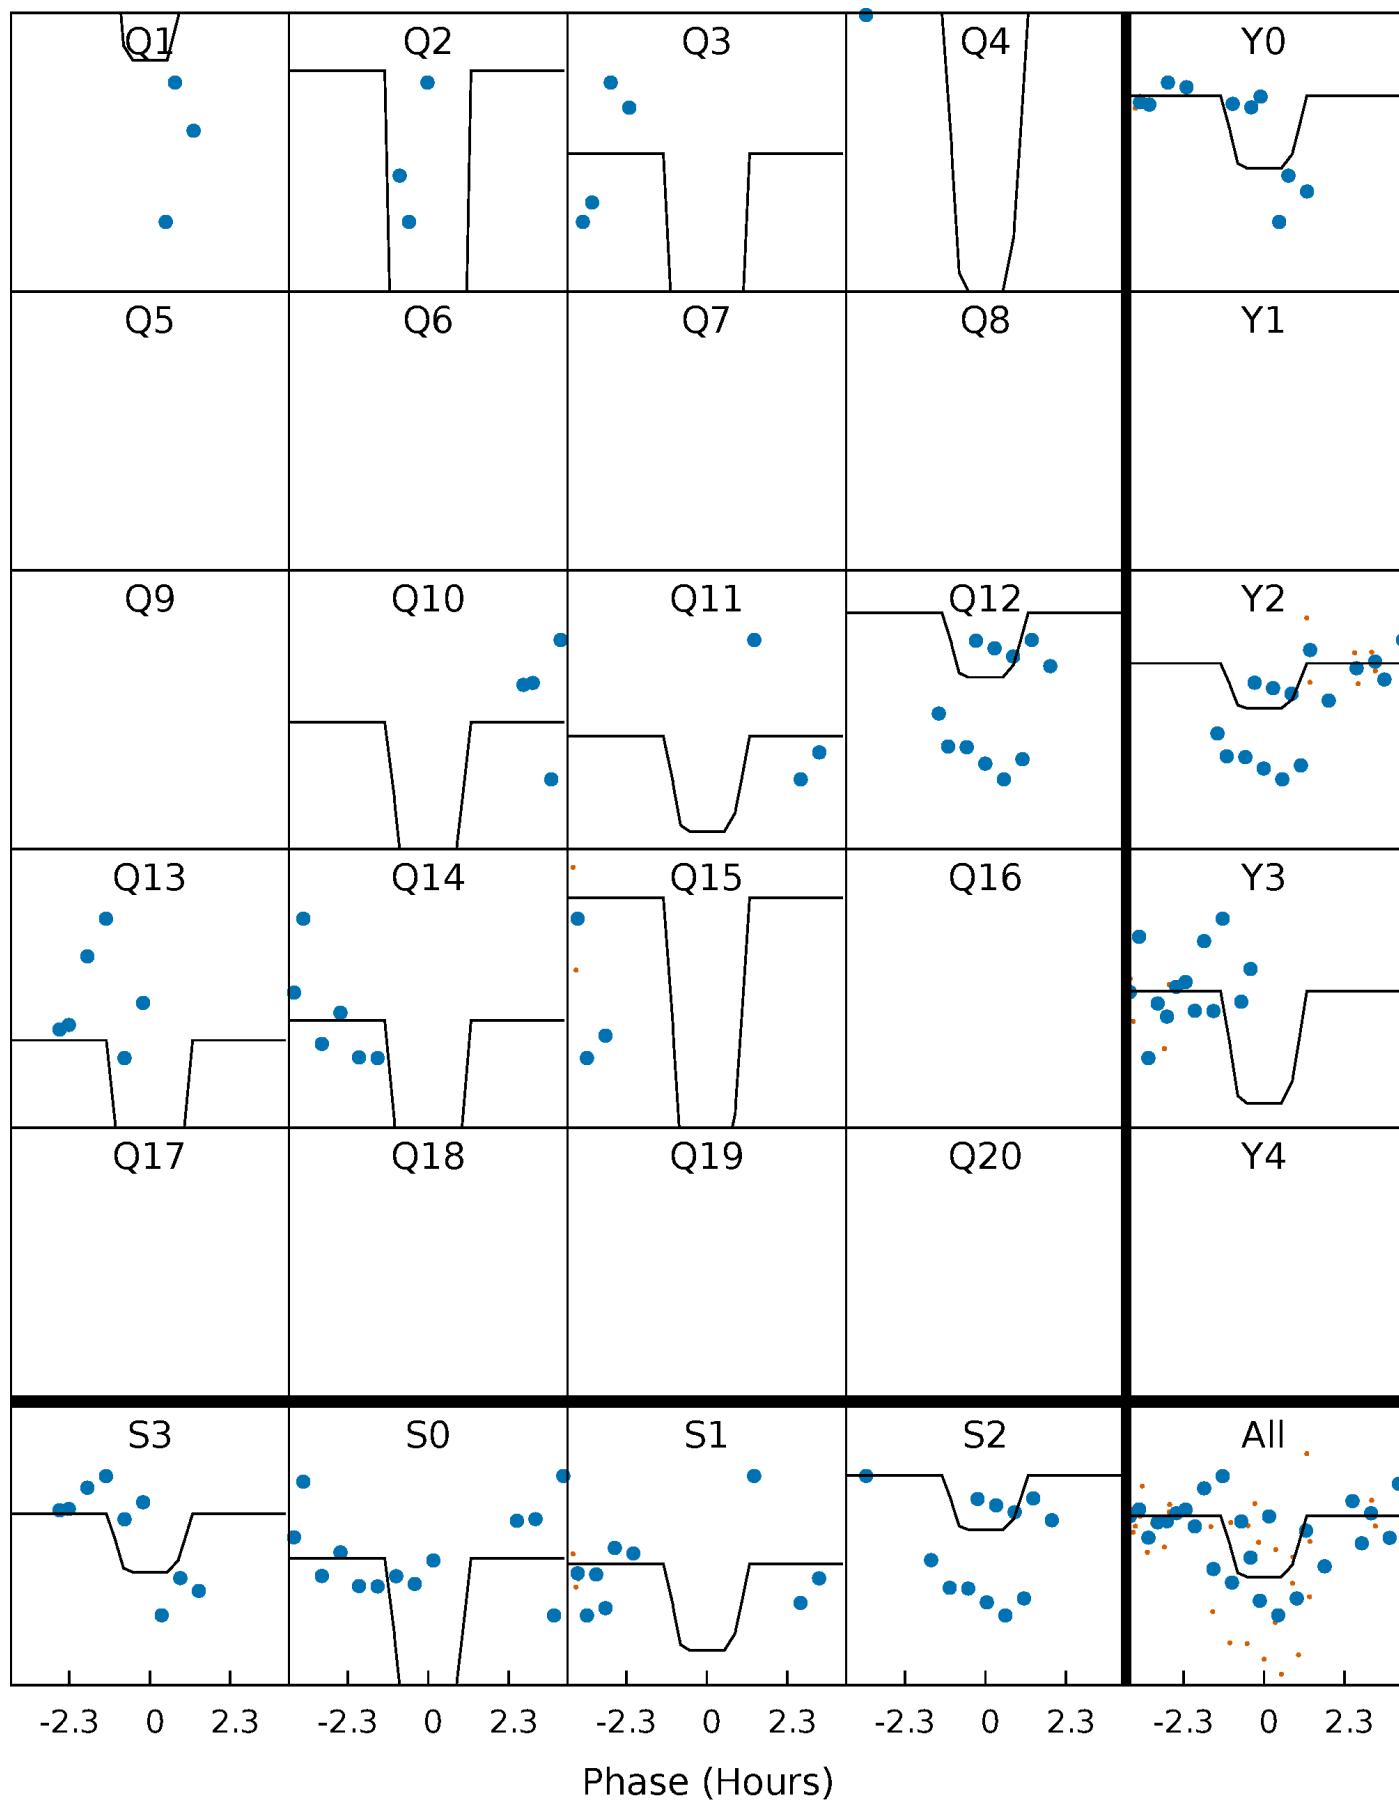 Q1 Q2 Q3 Q4 Y0
Q5 Q6 Q7 Q8 Y1
Q9 Q10 Q11 Q12 Y2
Q13 Q14 Q15 Q16 Y3
Q17 Q18 Q19 Q20 Y4
S3 S0 S1 S2 All
-2.3 0 2.3 -2.3 0 2.3 -2.3 0 2.3 -2.3 0 2.3 -2.3 0 2.3
Phase (Hours)